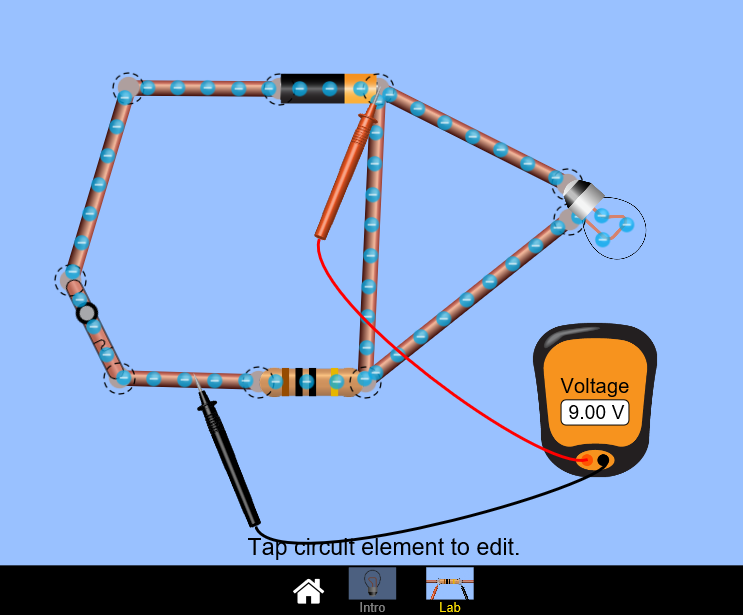 Voltage
9.00 V
Tap circuit element to edit.
Intro
Lab